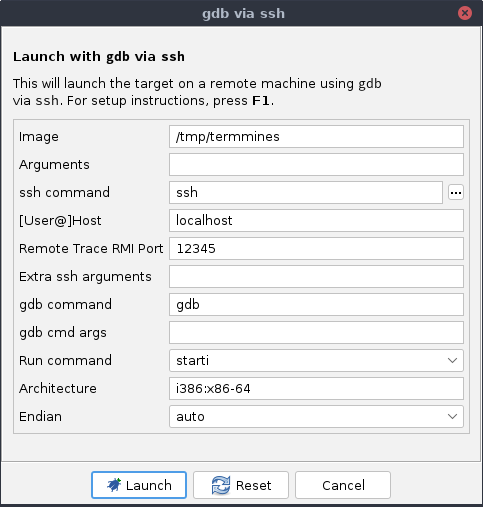 gdb via ssh
Launch with gdb via ssh
This will launch the target on a remote machine using gdb
via ssh. For setup instructions, press F1.
Image /tmp/termmines
Arguments
ssh command ssh ...
[User@]Host localhost
Remote Trace RMI Port 12345
Extra ssh arguments
gdb command gdb
gdb cmd args
Run command starti
Architecture i386:x86-64
Endian auto
Launch Reset Cancel